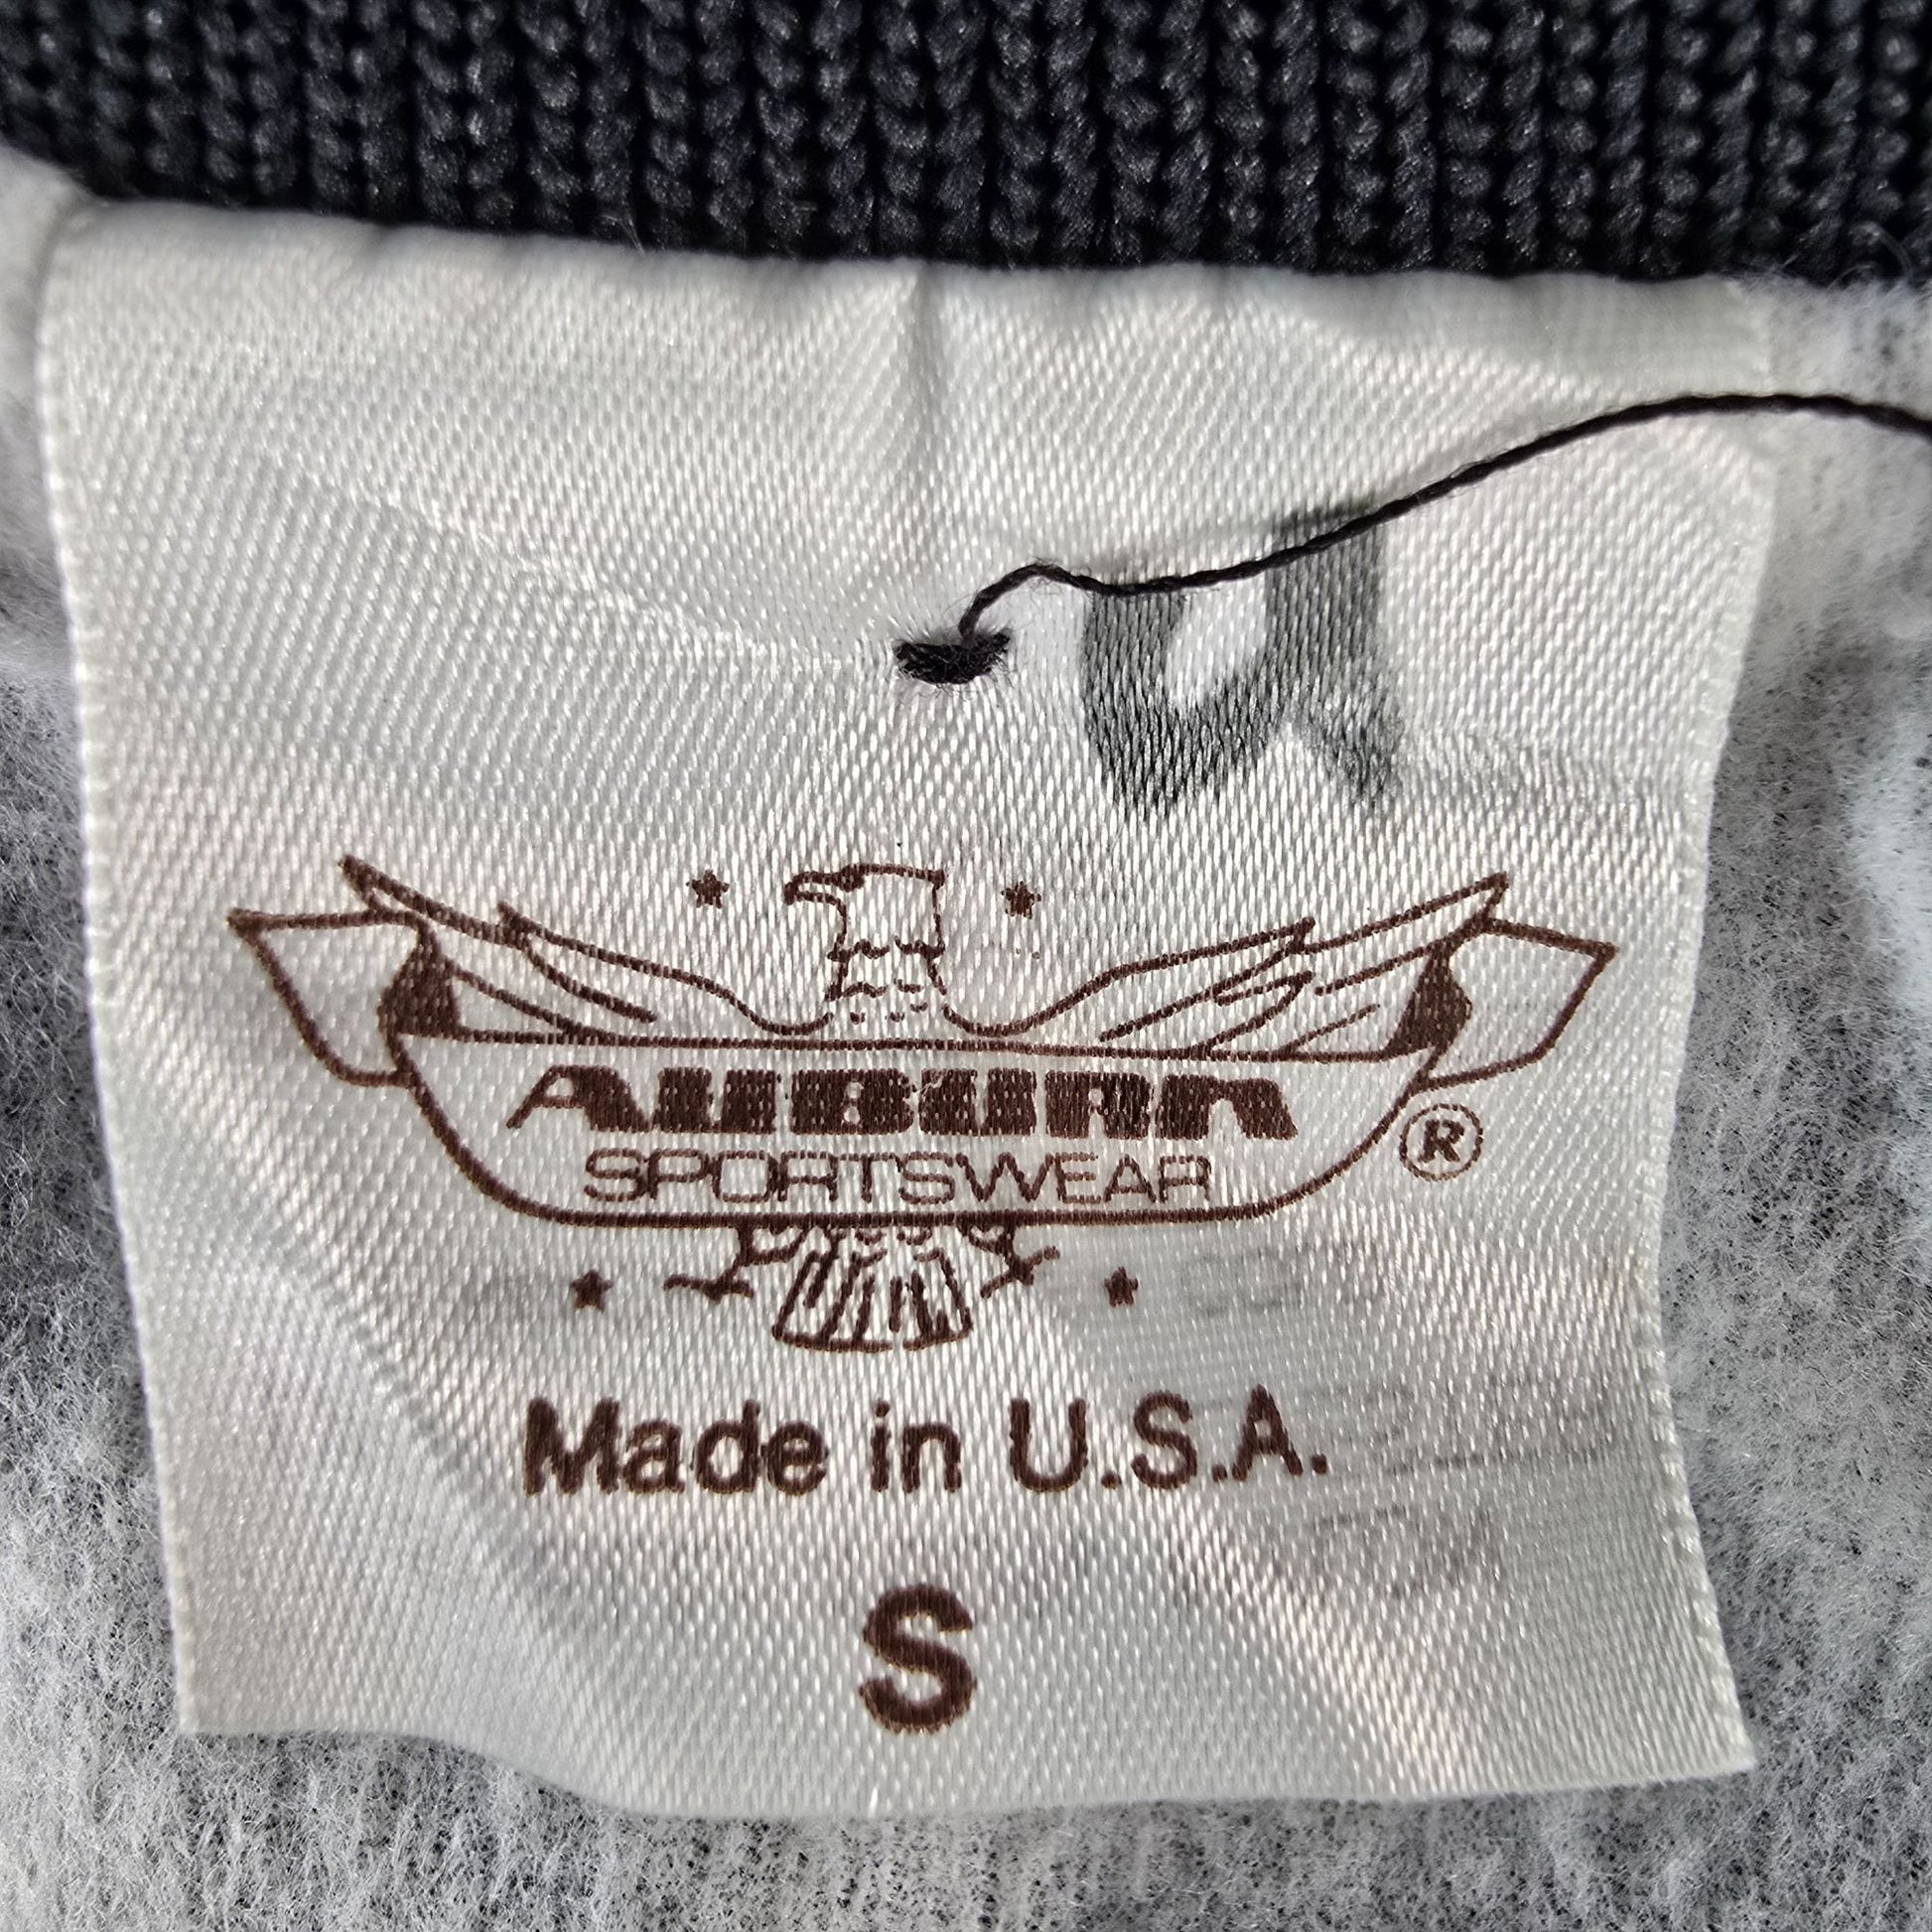 AUBURN
SPORTSWEAR
®
Made in U.S.A.
S